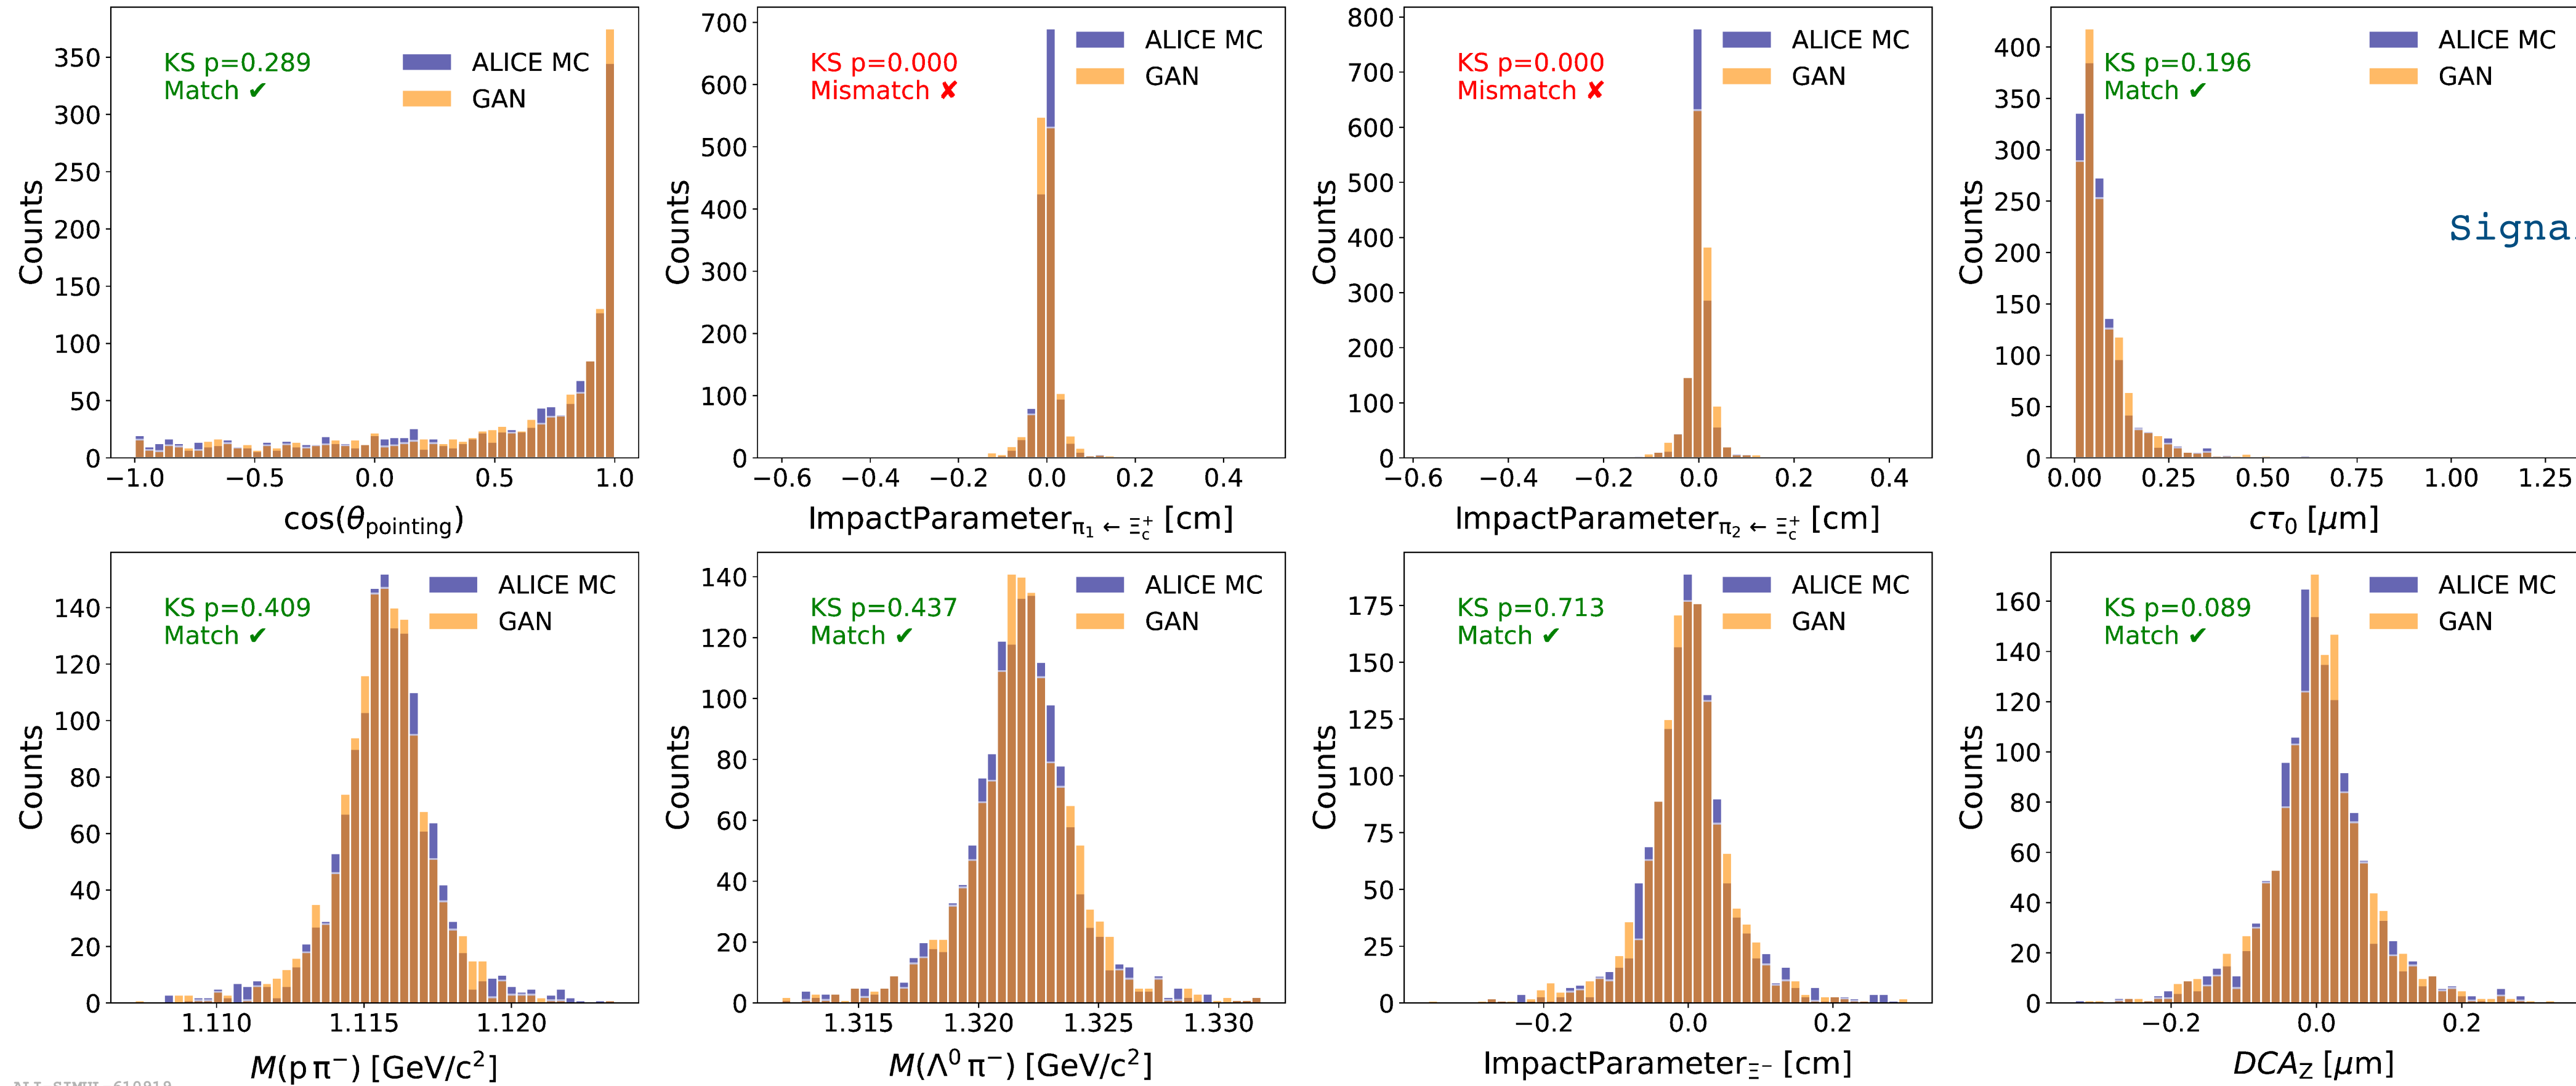 KS p=0.289
Match ✔
ALICE MC
GAN
Counts
350
300
250
200
150
100
50
0
−1.0 −0.5 0.0 0.5 1.0
cos(θpointing)
KS p=0.000
Mismatch ✘
ALICE MC
GAN
Counts
700
600
500
400
300
200
100
0
−0.6 −0.4 −0.2 0.0 0.2 0.4
ImpactParameterπ1 ← Ξc+ [cm]
KS p=0.000
Mismatch ✘
ALICE MC
GAN
Counts
800
700
600
500
400
300
200
100
0
−0.6 −0.4 −0.2 0.0 0.2 0.4
ImpactParameterπ2 ← Ξc+ [cm]
KS p=0.196
Match ✔
ALICE MC
GAN
Signa
Counts
400
350
300
250
200
150
100
50
0
0.00 0.25 0.50 0.75 1.00 1.25
cτ0 [μm]
KS p=0.409
Match ✔
ALICE MC
GAN
Counts
140
120
100
80
60
40
20
0
1.110 1.115 1.120
M(p π−) [GeV/c2]
KS p=0.437
Match ✔
ALICE MC
GAN
Counts
140
120
100
80
60
40
20
0
1.315 1.320 1.325 1.330
M(Λ0 π−) [GeV/c2]
KS p=0.713
Match ✔
ALICE MC
GAN
Counts
175
150
125
100
75
50
25
0
−0.2 0.0 0.2
ImpactParameterΞ− [cm]
KS p=0.089
Match ✔
ALICE MC
GAN
Counts
160
140
120
100
80
60
40
20
0
−0.2 0.0 0.2
DCAZ [μm]